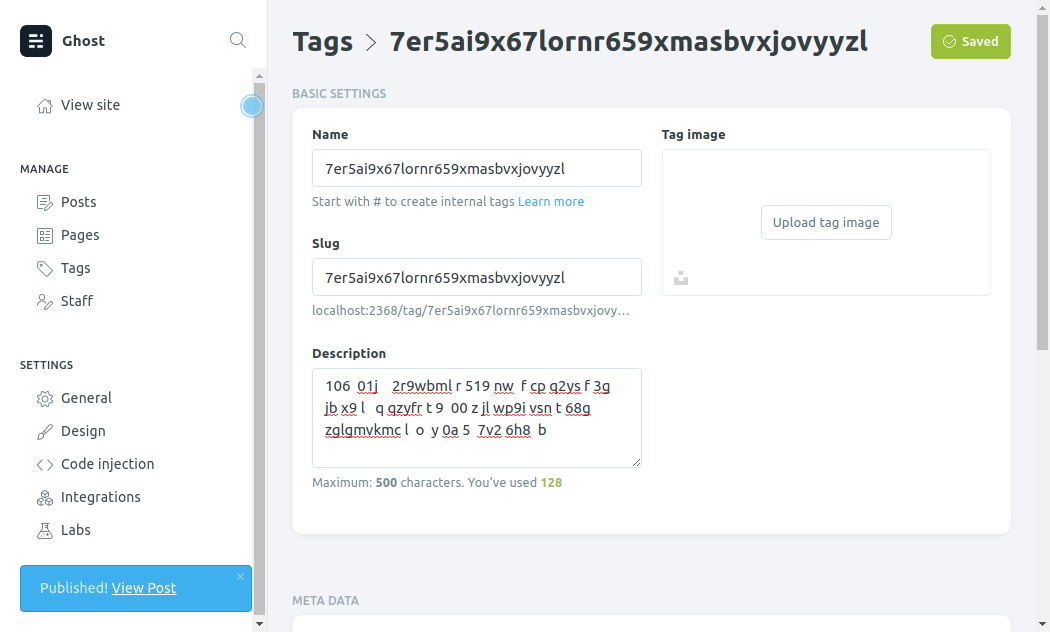 Ghost
View site
MANAGE
Posts
Pages
Tags
Staff
SETTINGS
General
Design
Code injection
Integrations
Labs
Published! View Post
Tags > 7er5ai9x67lornr659xmasbvxjovyyzl
Saved
BASIC SETTINGS
Name
7er5ai9x67lornr659xmasbvxjovyyzl
Start with # to create internal tags Learn more
Slug
7er5ai9x67lornr659xmasbvxjovyyzl
localhost:2368/tag/7er5ai9x67lornr659xmasbvxjovy…
Description
106  01j    2r9wbml r 519 nw  f cp q2ys f 3g
jb x9 l   q qzyfr t 9  00 z jl wp9i vsn t 68g
zglgmvkmc l  o  y 0a 5  7v2 6h8  b
Maximum: 500 characters. You’ve used 128
Tag image
Upload tag image
META DATA